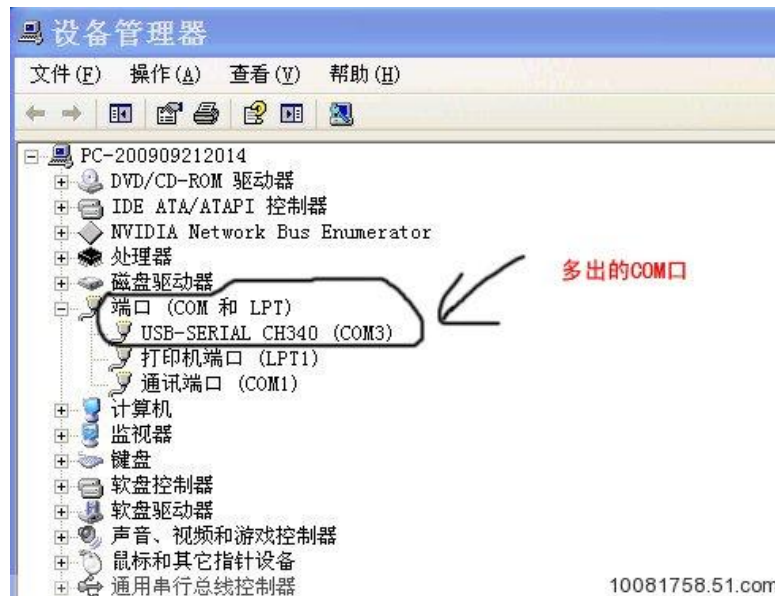 设备管理器
文件(F) 操作(A) 查看(V) 帮助(H)
PC-200909212014
DVD/CD-ROM 驱动器
IDE ATA/ATAPI 控制器
NVIDIA Network Bus Enumerator
处理器
磁盘驱动器
端口 (COM 和 LPT)
USB-SERIAL CH340 (COM3)
多出的COM口
打印机端口 (LPT1)
通讯端口 (COM1)
计算机
监视器
键盘
软盘控制器
软盘驱动器
声音、视频和游戏控制器
鼠标和其它指针设备
通用串行总线控制器
10081758.51.com